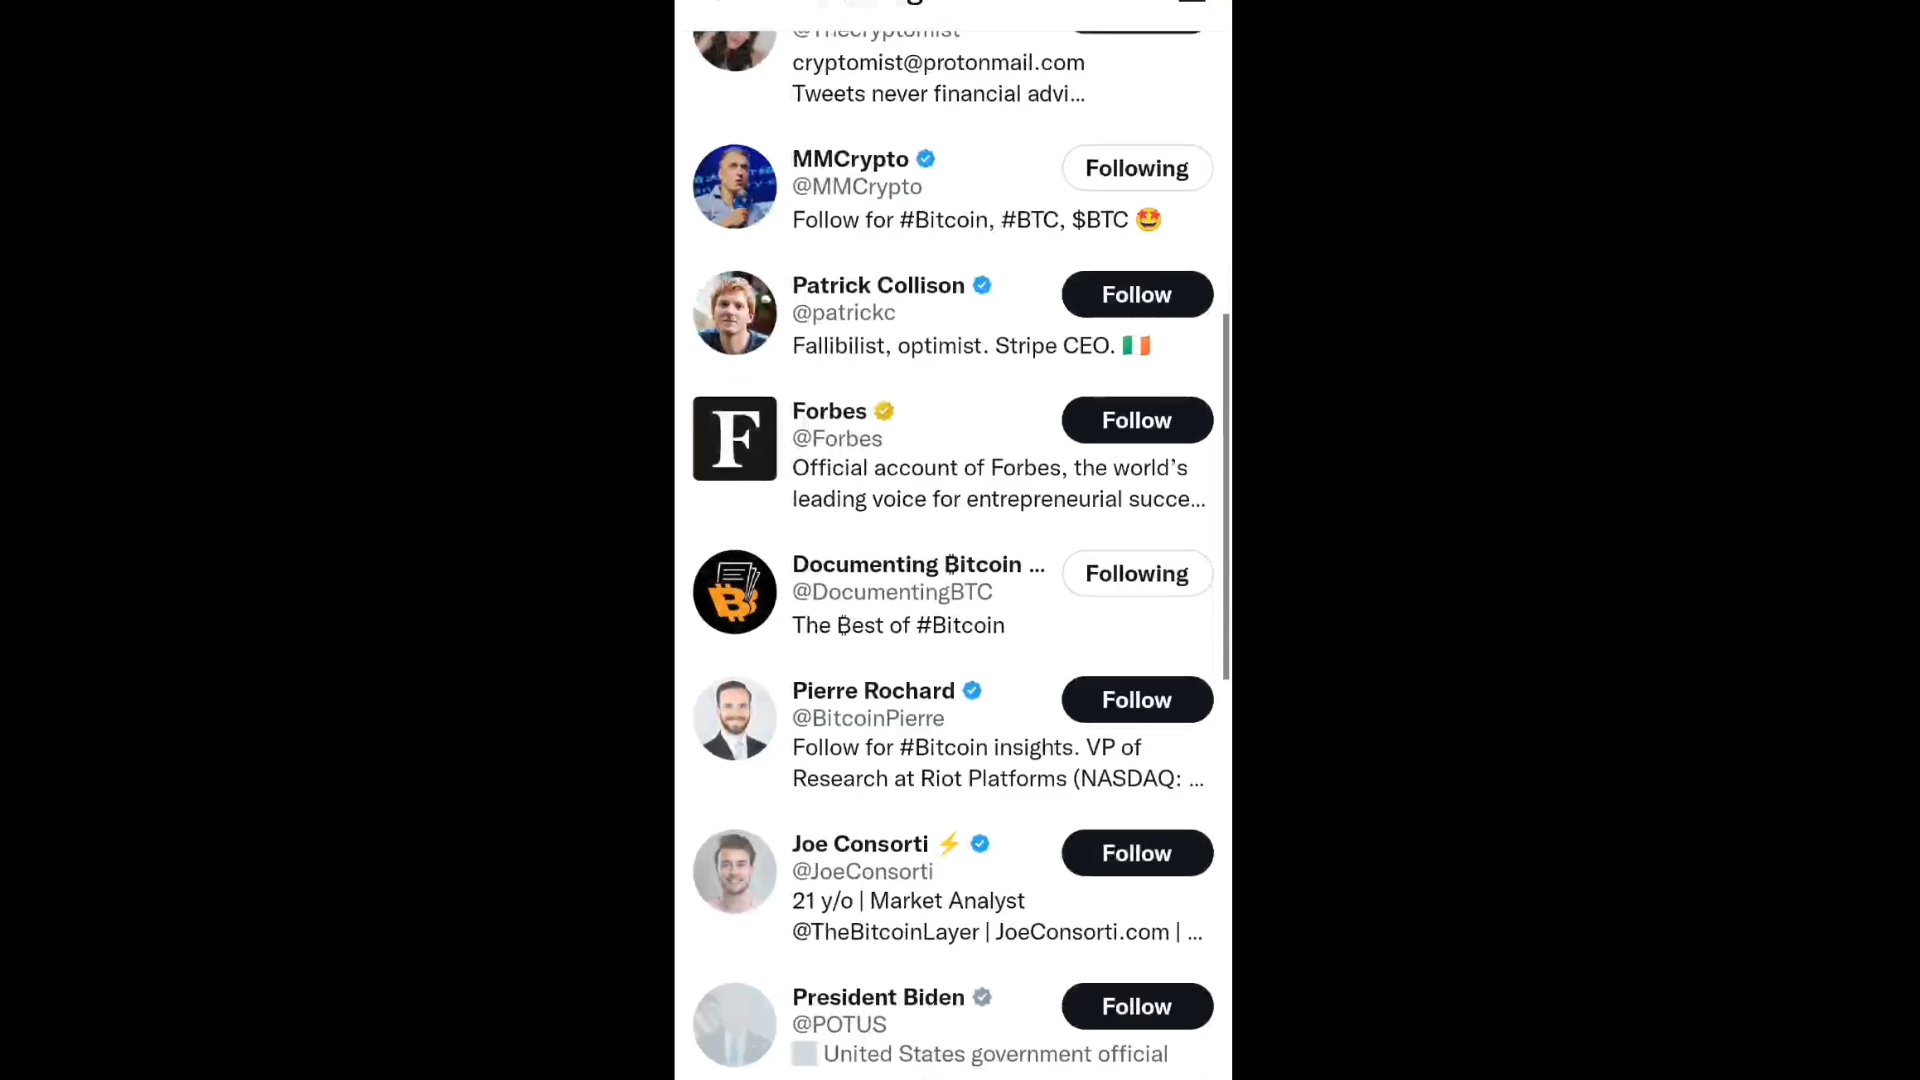 @Thecryptomist
cryptomist@protonmail.com
Tweets never financial advi...
MMCrypto
Following
@MMCrypto
Follow for #Bitcoin, #BTC, $BTC 🤩
Patrick Collison
Follow
@patrickc
Fallibilist, optimist. Stripe CEO. 🇮🇪
F
Forbes
Follow
@Forbes
Official account of Forbes, the world’s
leading voice for entrepreneurial succe...
Documenting ₿itcoin ...
Following
@DocumentingBTC
The ₿est of #Bitcoin
Pierre Rochard
Follow
@BitcoinPierre
Follow for #Bitcoin insights. VP of
Research at Riot Platforms (NASDAQ: ...
Joe Consorti ⚡
Follow
@JoeConsorti
21 y/o | Market Analyst
@TheBitcoinLayer | JoeConsorti.com | ...
President Biden
Follow
@POTUS
United States government official